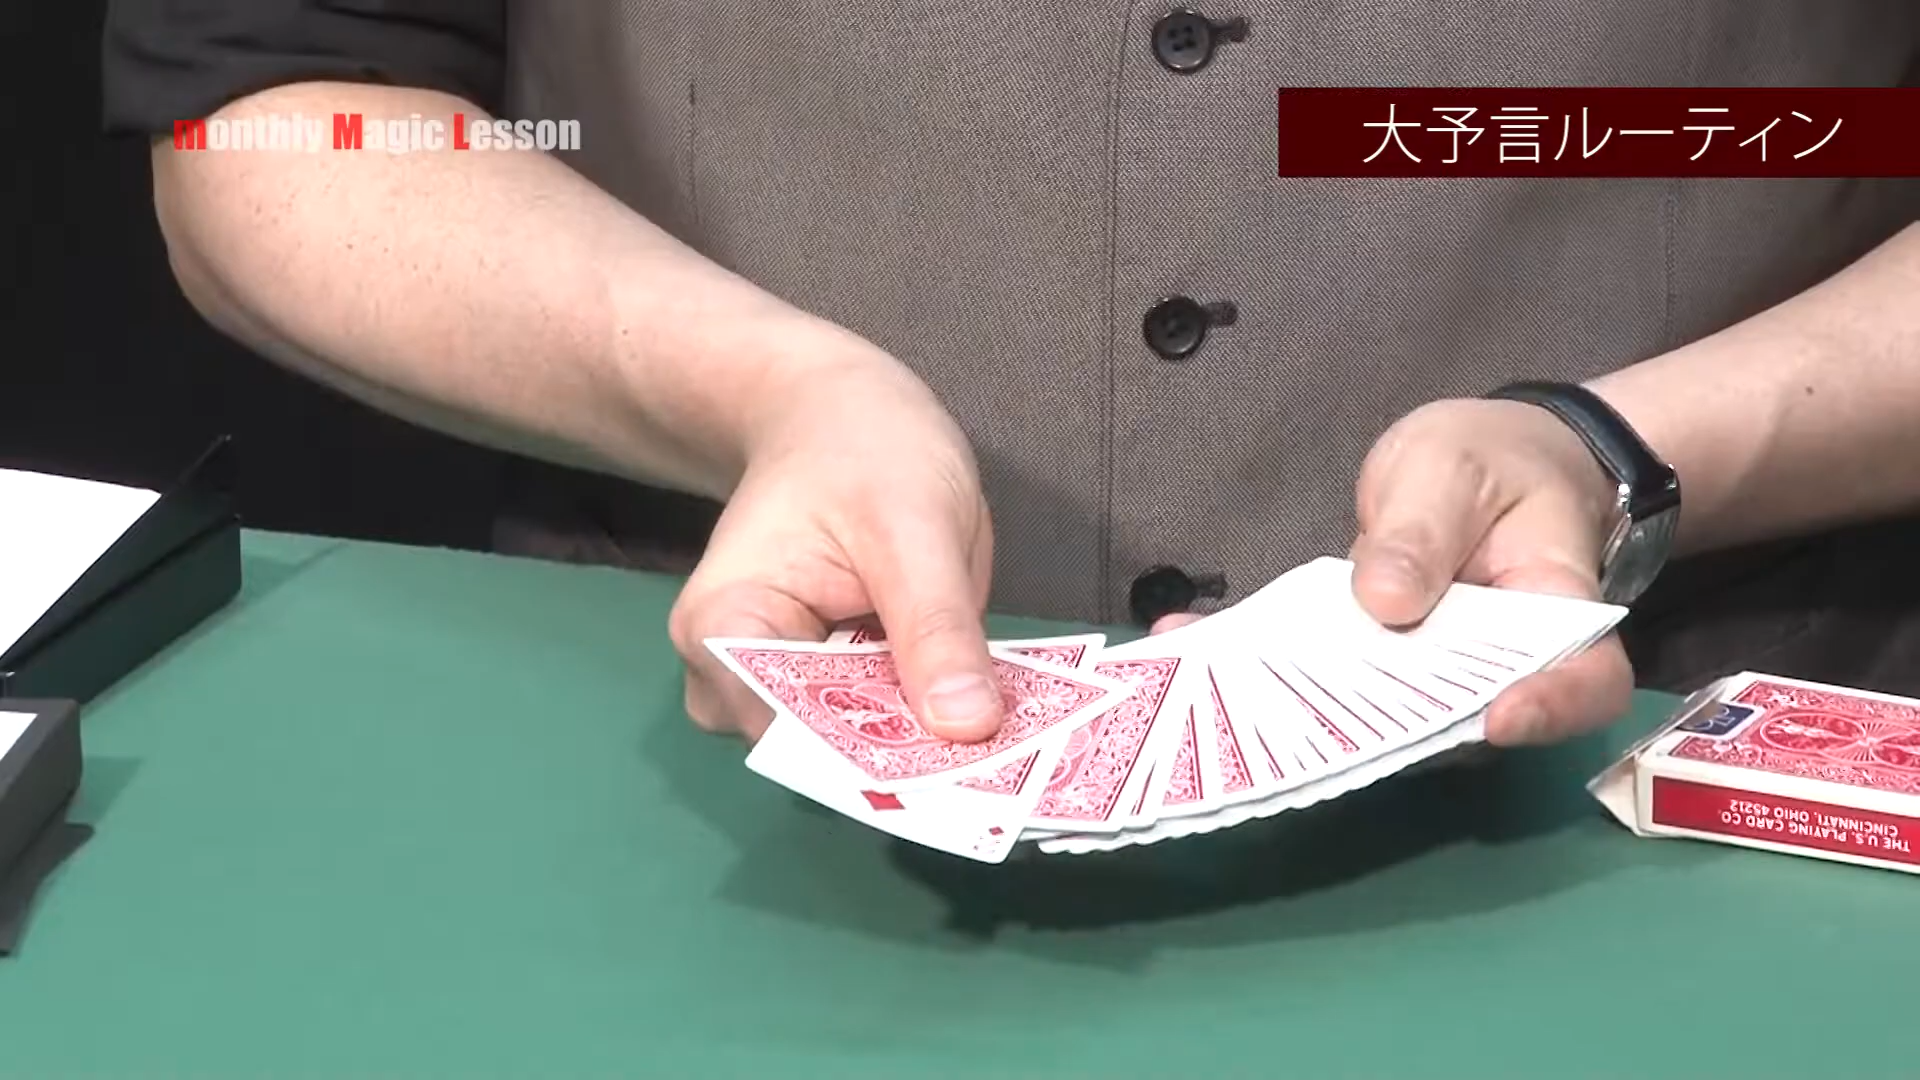 monthly Magic Lesson
大予言ルーティン
THE U.S. PLAYING CARD CO.
CINCINNATI, OHIO 45212